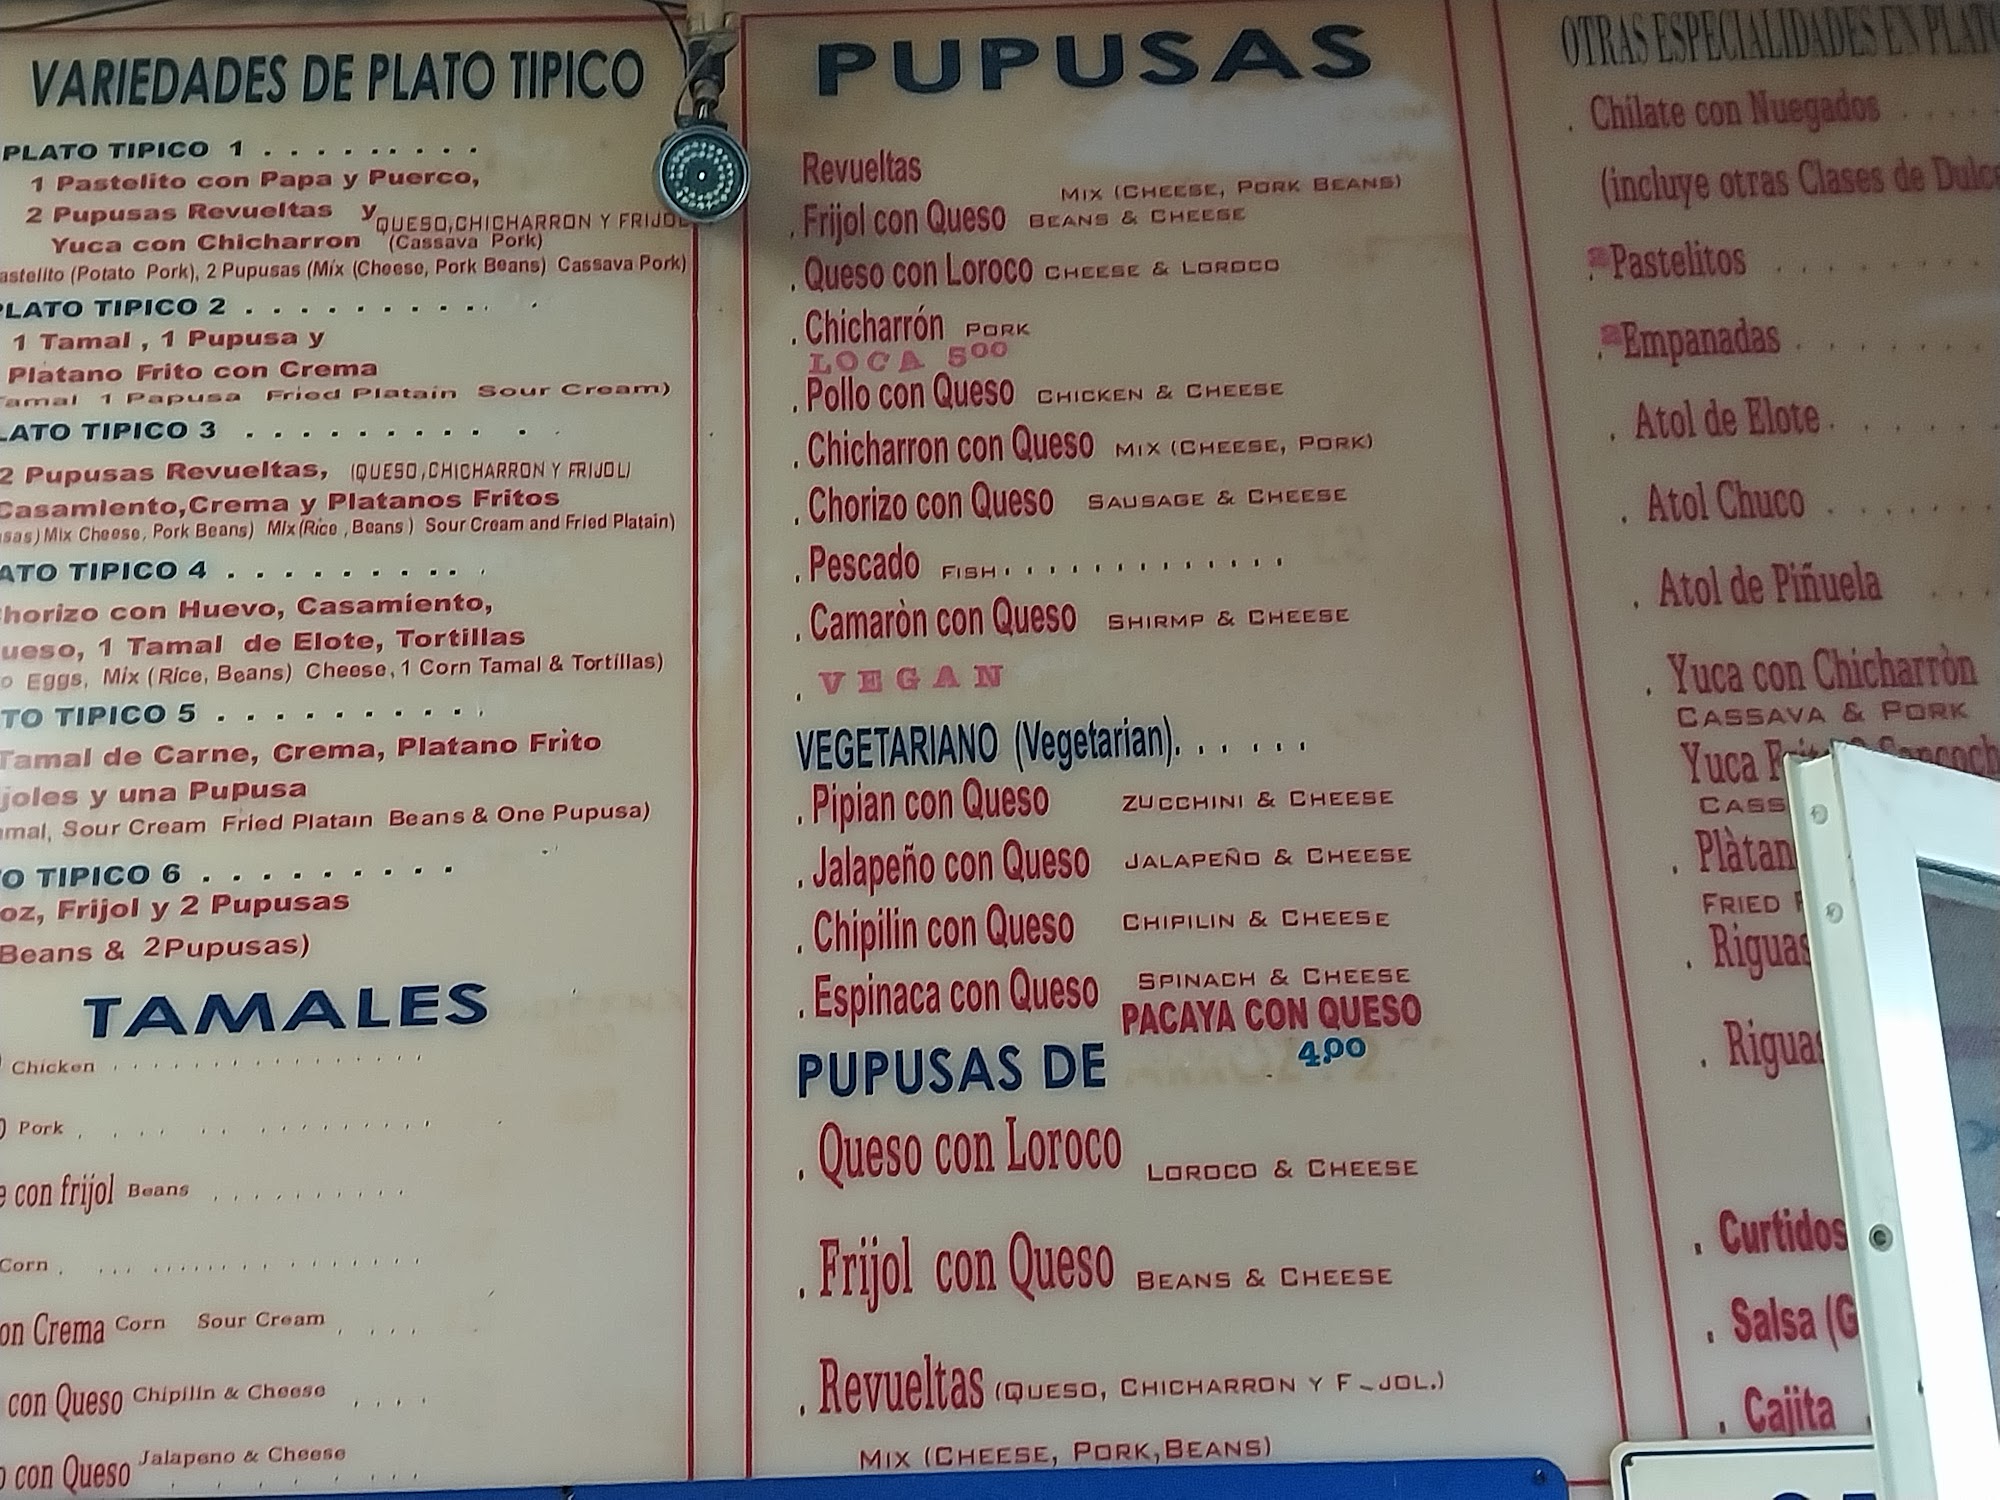 VARIEDADES DE PLATO TIPICO
PLATO TIPICO 1 . . . . . . . . .
1 Pastelito con Papa y Puerco,
2 Pupusas Revueltas y
QUESO,CHICHARRON Y FRIJOL
Yuca con Chicharron (Cassava Pork)
(Potato Pork), 2 Pupusas (Mix (Cheese, Pork Beans) Cassava Pork)
PLATO TIPICO 2 . . . . . . . . . .
1 Tamal , 1 Pupusa y
Platano Frito con Crema
Tamal 1 Papusa Fried Platain Sour Cream)
LATO TIPICO 3 . . . . . . . . . .
2 Pupusas Revueltas, (QUESO,CHICHARRON Y FRIJOL)
Casamiento,Crema y Platanos Fritos
sas) Mix Cheese, Pork Beans) Mix(Rice , Beans ) Sour Cream and Fried Platain)
ATO TIPICO 4 . . . . . . . . . .
horizo con Huevo, Casamiento,
ueso, 1 Tamal de Elote, Tortillas
o Eggs, Mix (Rice, Beans) Cheese, 1 Corn Tamal & Tortillas)
TO TIPICO 5 . . . . . . . . . .
Tamal de Carne, Crema, Platano Frito
joles y una Pupusa
mal, Sour Cream Fried Platain Beans & One Pupusa)
O TIPICO 6 . . . . . . . . .
oz, Frijol y 2 Pupusas
Beans & 2Pupusas)
TAMALES
Chicken
Pork
con frijol Beans
Corn
on Crema Corn Sour Cream
con Queso Chipilin & Cheese
con Queso Jalapeno & Cheese
PUPUSAS
Revueltas MIX (CHEESE, PORK BEANS)
. Frijol con Queso BEANS & CHEESE
. Queso con Loroco CHEESE & LOROCO
. Chicharrón PORK
LOCA 5⁰⁰
. Pollo con Queso CHICKEN & CHEESE
. Chicharron con Queso MIX (CHEESE, PORK)
. Chorizo con Queso SAUSAGE & CHEESE
. Pescado FISH . . . . . . . . . . . . .
. Camaròn con Queso SHIRMP & CHEESE
. VEGAN
VEGETARIANO (Vegetarian). . . . . .
. Pipian con Queso ZUCCHINI & CHEESE
. Jalapeño con Queso JALAPEÑO & CHEESE
. Chipilin con Queso CHIPILIN & CHEESE
. Espinaca con Queso SPINACH & CHEESE
PACAYA CON QUESO
4.00
PUPUSAS DE
. Queso con Loroco LOROCO & CHEESE
. Frijol con Queso BEANS & CHEESE
. Revueltas (QUESO, CHICHARRON Y F JOL.)
MIX (CHEESE, PORK,BEANS)
OTRAS ESPECIALIDADES EN PLATO
. Chilate con Nuegados . . . .
(incluye otras Clases de Dulce
. Pastelitos . . . . . . .
. Empanadas . . . . . . .
. Atol de Elote . . . . . .
. Atol Chuco . . . . . .
. Atol de Piñuela . . .
. Yuca con Chicharròn
CASSAVA & PORK
Yuca
CASS
. Plàtan
FRIED
. Riguas
. Riguas
. Curtidos
. Salsa (G
. Cajita .